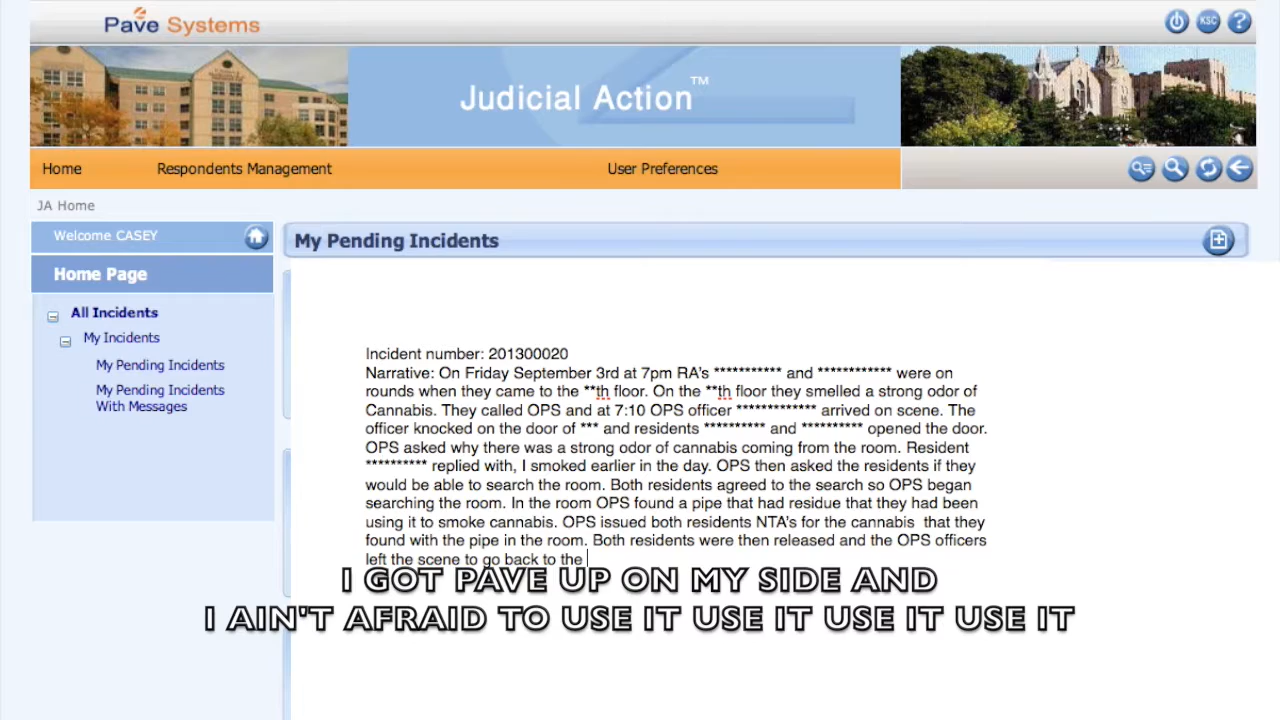 Pave Systems
KSC
?
Judicial Action™
Home Respondents Management User Preferences
JA Home
Welcome CASEY
My Pending Incidents
Home Page
All Incidents
My Incidents
My Pending Incidents
My Pending Incidents
With Messages
Incident number: 201300020
Narrative: On Friday September 3rd at 7pm RA's *********** and ************ were on
rounds when they came to the **th floor. On the **th floor they smelled a strong odor of
Cannabis. They called OPS and at 7:10 OPS officer ************* arrived on scene. The
officer knocked on the door of *** and residents ********** and ********** opened the door.
OPS asked why there was a strong odor of cannabis coming from the room. Resident
********** replied with, I smoked earlier in the day. OPS then asked the residents if they
would be able to search the room. Both residents agreed to the search so OPS began
searching the room. In the room OPS found a pipe that had residue that they had been
using it to smoke cannabis. OPS issued both residents NTA's for the cannabis  that they
found with the pipe in the room. Both residents were then released and the OPS officers
left the scene to go back to the
I GOT PAVE UP ON MY SIDE AND
I AIN'T AFRAID TO USE IT USE IT USE IT USE IT